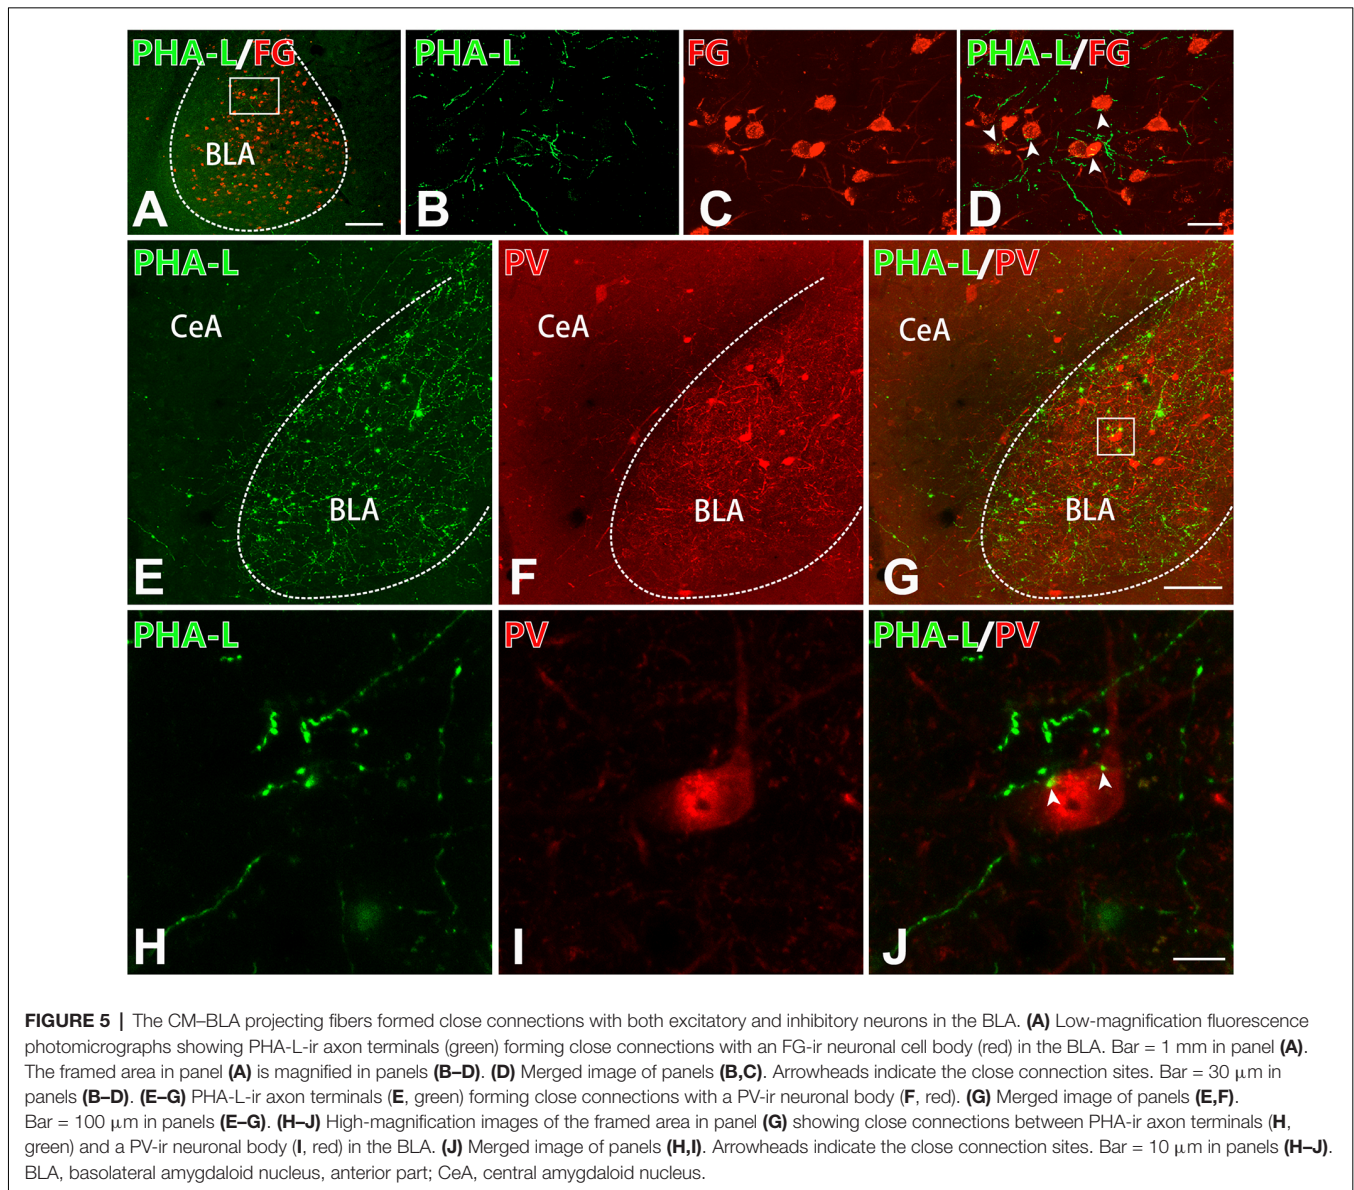 PHA-L/FG
BLA
A
PHA-L
B
FG
C
PHA-L/FG
D
PHA-L
CeA
BLA
E
PV
CeA
BLA
F
PHA-L/PV
CeA
BLA
G
PHA-L
H
PV
I
PHA-L/PV
J
FIGURE 5 | The CM–BLA projecting fibers formed close connections with both excitatory and inhibitory neurons in the BLA. (A) Low-magnification fluorescence
photomicrographs showing PHA-L-ir axon terminals (green) forming close connections with an FG-ir neuronal cell body (red) in the BLA. Bar = 1 mm in panel (A).
The framed area in panel (A) is magnified in panels (B–D). (D) Merged image of panels (B,C). Arrowheads indicate the close connection sites. Bar = 30 μm in
panels (B–D). (E–G) PHA-L-ir axon terminals (E, green) forming close connections with a PV-ir neuronal body (F, red). (G) Merged image of panels (E,F).
Bar = 100 μm in panels (E–G). (H–J) High-magnification images of the framed area in panel (G) showing close connections between PHA-ir axon terminals (H,
green) and a PV-ir neuronal body (I, red) in the BLA. (J) Merged image of panels (H,I). Arrowheads indicate the close connection sites. Bar = 10 μm in panels (H–J).
BLA, basolateral amygdaloid nucleus, anterior part; CeA, central amygdaloid nucleus.